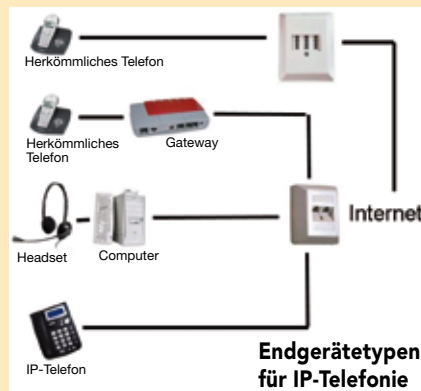 Herkömmliches Telefon
Herkömmliches
Telefon
Gateway
Internet
Headset
Computer
IP-Telefon
Endgerätetypen
für IP-Telefonie